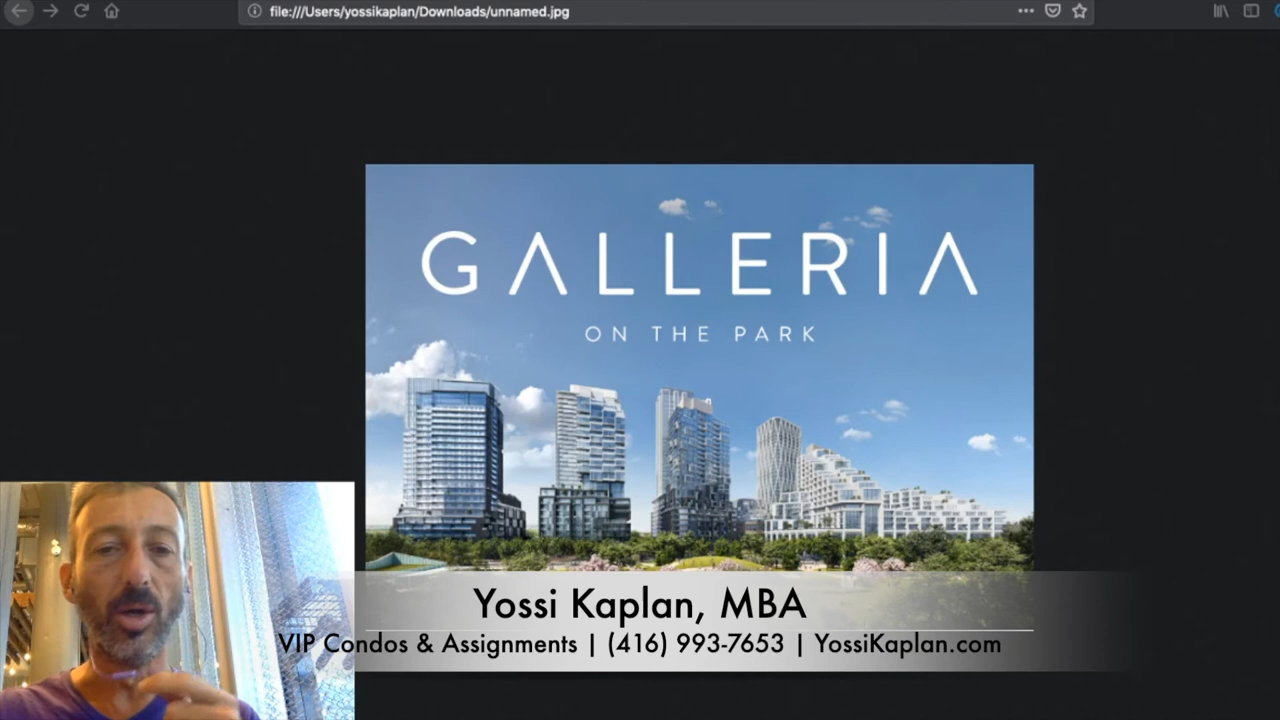 file:///Users/yossikaplan/Downloads/unnamed.jpg
GALLERIA
ON THE PARK
Yossi Kaplan, MBA
VIP Condos & Assignments | (416) 993-7653 | YossiKaplan.com